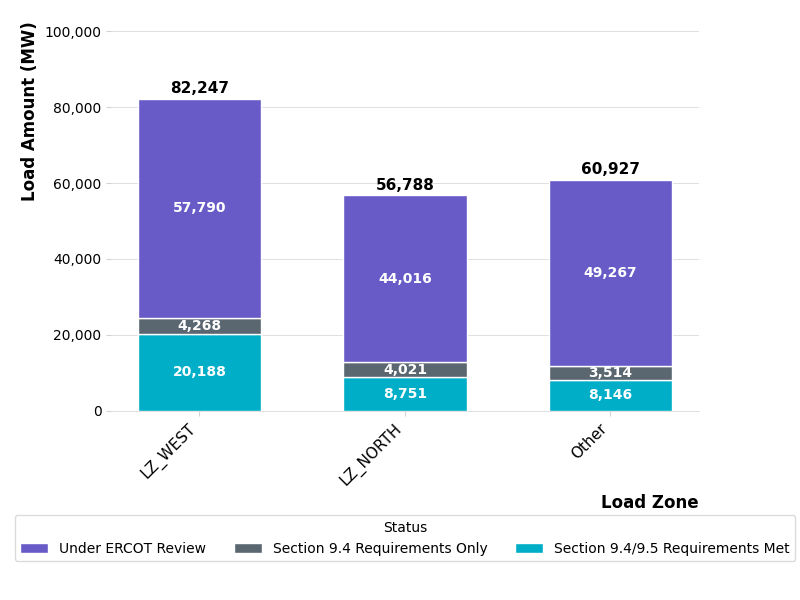 Load Amount (MW)
100,000
80,000
60,000
40,000
20,000
0
82,247
57,790
4,268
20,188
56,788
44,016
4,021
8,751
60,927
49,267
3,514
8,146
LZ_WEST
LZ_NORTH
Other
Load Zone
Status
Under ERCOT Review
Section 9.4 Requirements Only
Section 9.4/9.5 Requirements Met